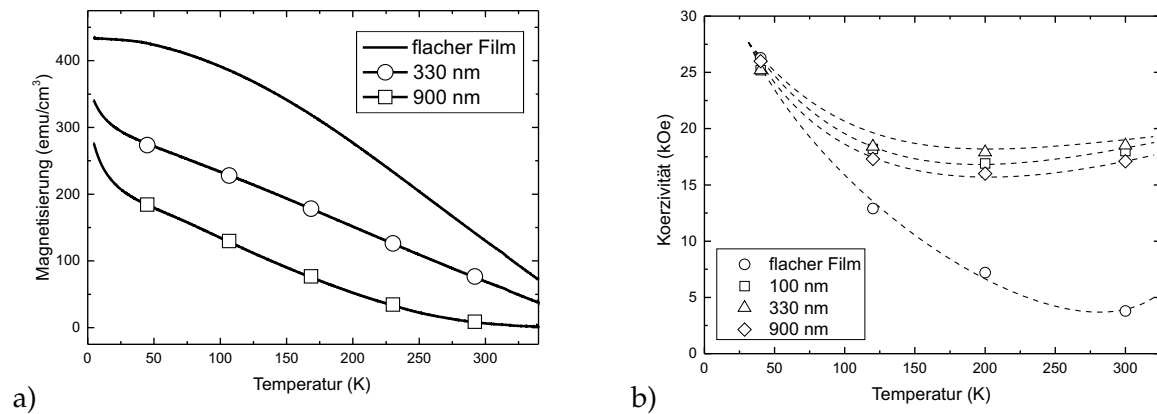 Magnetisierung (emu/cm³)
400
300
200
100
0
flacher Film
330 nm
900 nm
0 50 100 150 200 250 300
Temperatur (K)
a)
Koerzivität (kOe)
30
25
20
15
10
5
0
flacher Film
100 nm
330 nm
900 nm
0 50 100 150 200 250 300
Temperatur (K)
b)